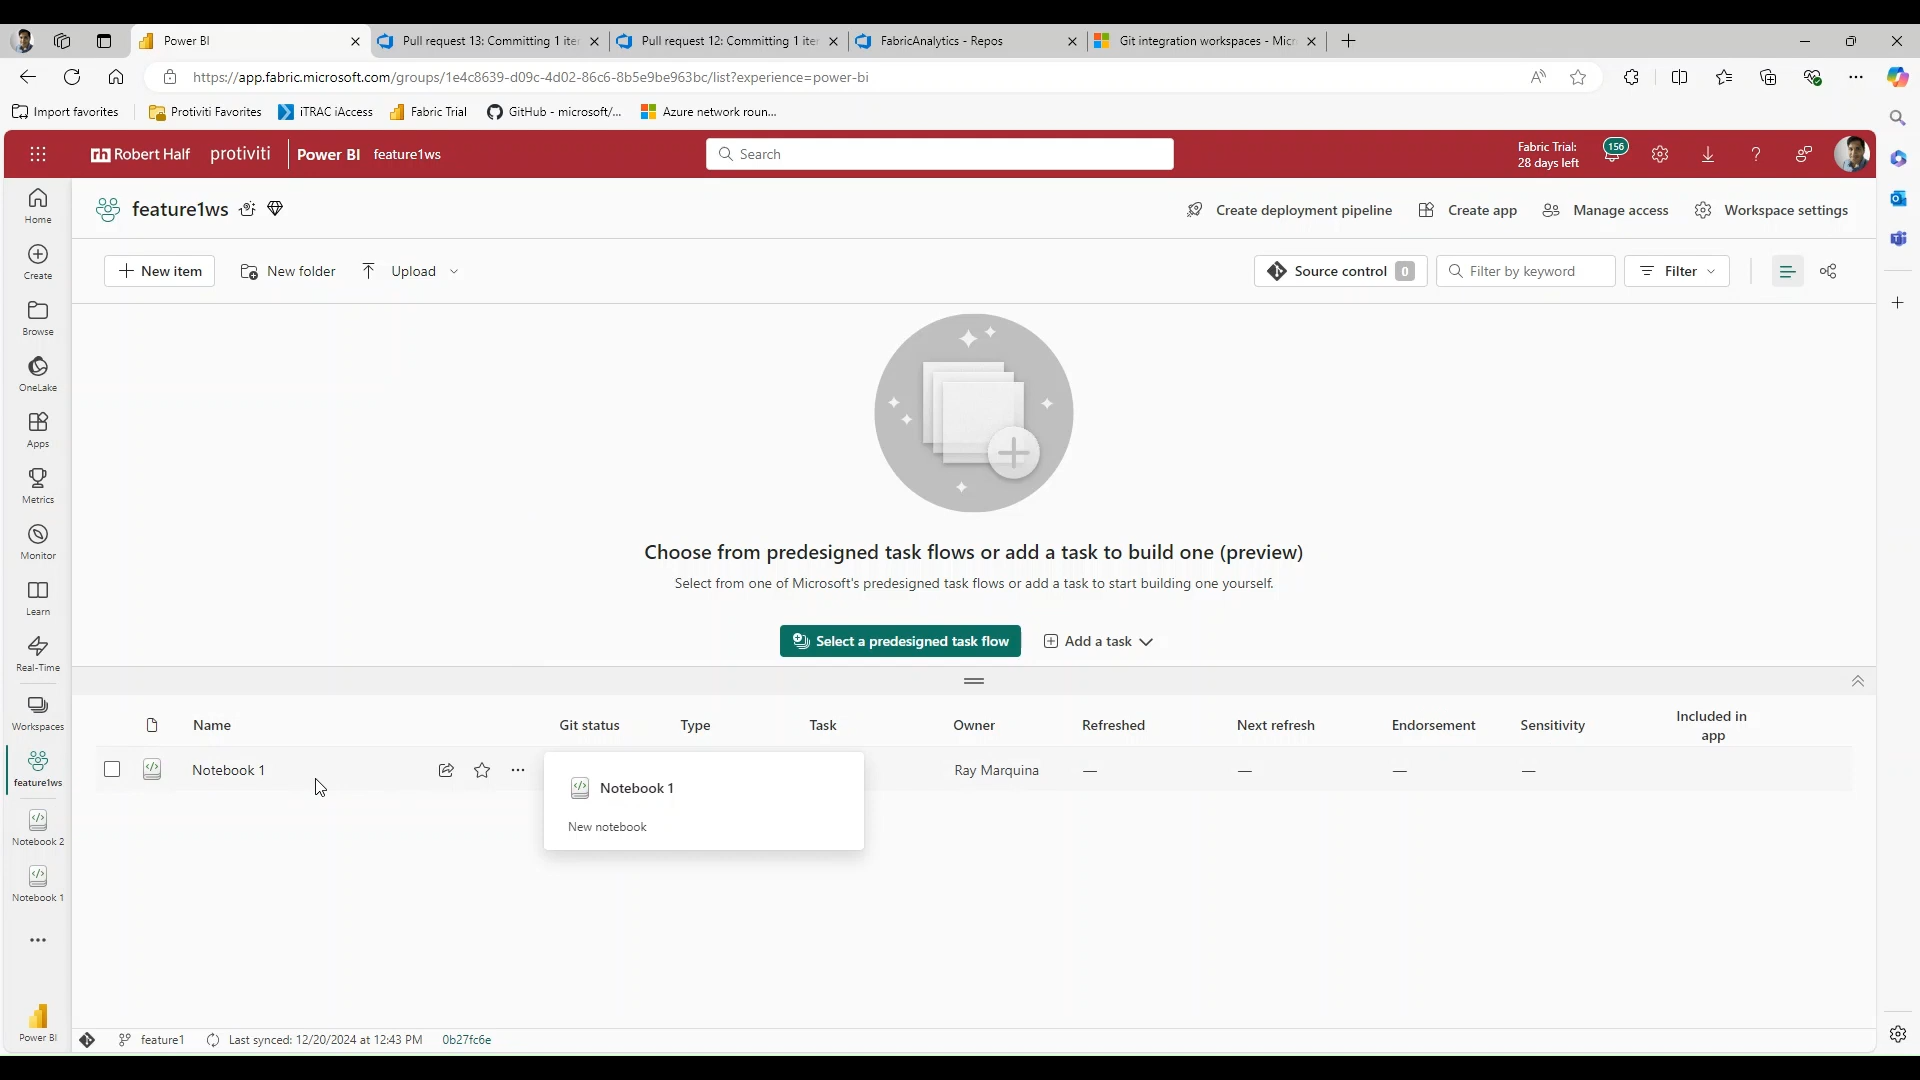 Power BI
Pull request 13: Committing 1 iter
Pull request 12: Committing 1 iter
FabricAnalytics - Repos
Git integration workspaces - Micr
https://app.fabric.microsoft.com/groups/1e4c8639-d09c-4d02-86c6-8b5e9be963bc/list?experience=power-bi
Import favorites
Protiviti Favorites
iTRAC iAccess
Fabric Trial
GitHub - microsoft/...
Azure network roun...
rh Robert Half
protiviti
Power BI
feature1ws
Search
Fabric Trial:
28 days left
156
Home
Create
Browse
OneLake
Apps
Metrics
Monitor
Learn
Real-Time
Workspaces
feature1ws
Notebook 2
Notebook 1
Power BI
feature1ws
Create deployment pipeline
Create app
Manage access
Workspace settings
New item
New folder
Upload
Source control 0
Filter by keyword
Filter
Choose from predesigned task flows or add a task to build one (preview)
Select from one of Microsoft's predesigned task flows or add a task to start building one yourself.
Select a predesigned task flow
Add a task
Name
Git status
Type
Task
Owner
Refreshed
Next refresh
Endorsement
Sensitivity
Included in
app
Notebook 1
Ray Marquina
—
—
—
—
Notebook 1
New notebook
feature1
Last synced: 12/20/2024 at 12:43 PM
0b27fc6e